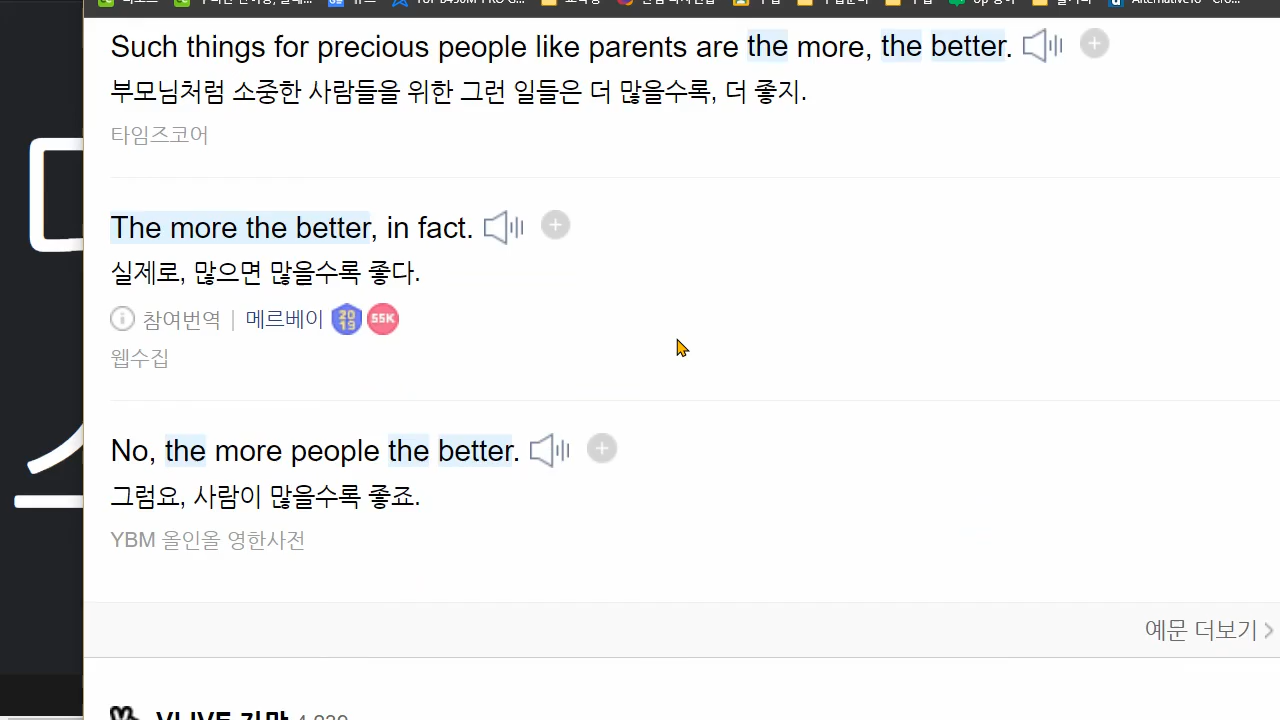 Such things for precious people like parents are the more, the better.
부모님처럼 소중한 사람들을 위한 그런 일들은 더 많을수록, 더 좋지.
타임즈코어
The more the better, in fact.
실제로, 많으면 많을수록 좋다.
참여번역 | 메르베이 2019 55K
웹수집
No, the more people the better.
그럼요, 사람이 많을수록 좋죠.
YBM 올인올 영한사전
예문 더보기